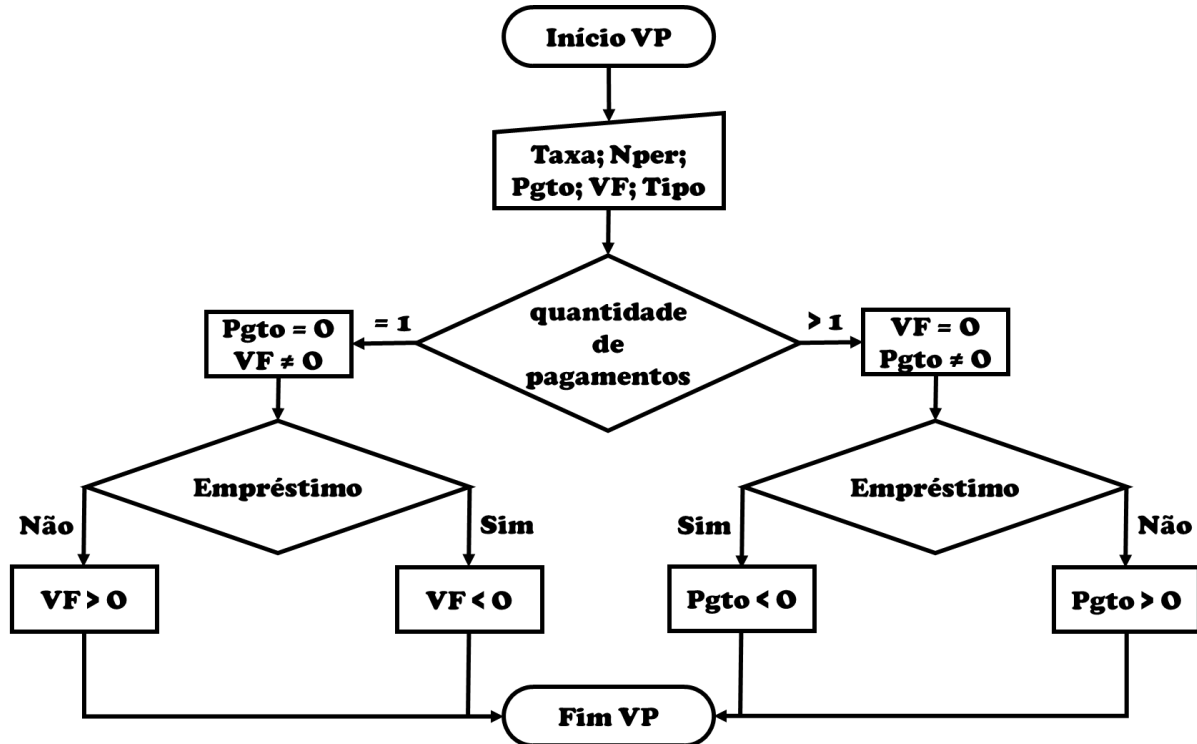 Início VP
Taxa; Nper;
Pgto; VF; Tipo
quantidade
de
pagamentos
= 1
> 1
Pgto = 0
VF ≠ 0
VF = 0
Pgto ≠ 0
Empréstimo
Empréstimo
Não
Sim
Sim
Não
VF > 0
VF < 0
Pgto < 0
Pgto > 0
Fim VP